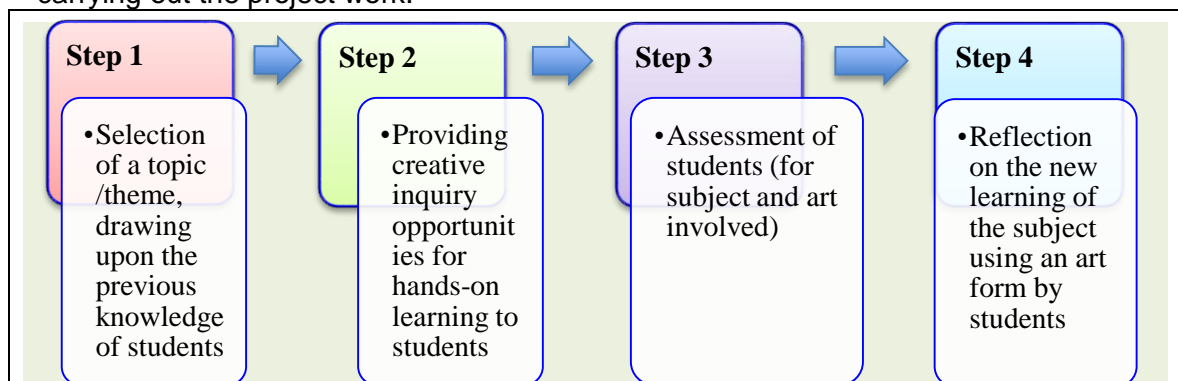 carrying out the project work.
Step 1
•Selection
of a topic
/theme,
drawing
upon the
previous
knowledge
of students
Step 2
•Providing
creative
inquiry
opportunit
ies for
hands-on
learning to
students
Step 3
•Assessment of
students (for
subject and art
involved)
Step 4
•Reflection
on the new
learning of
the subject
using an art
form by
students